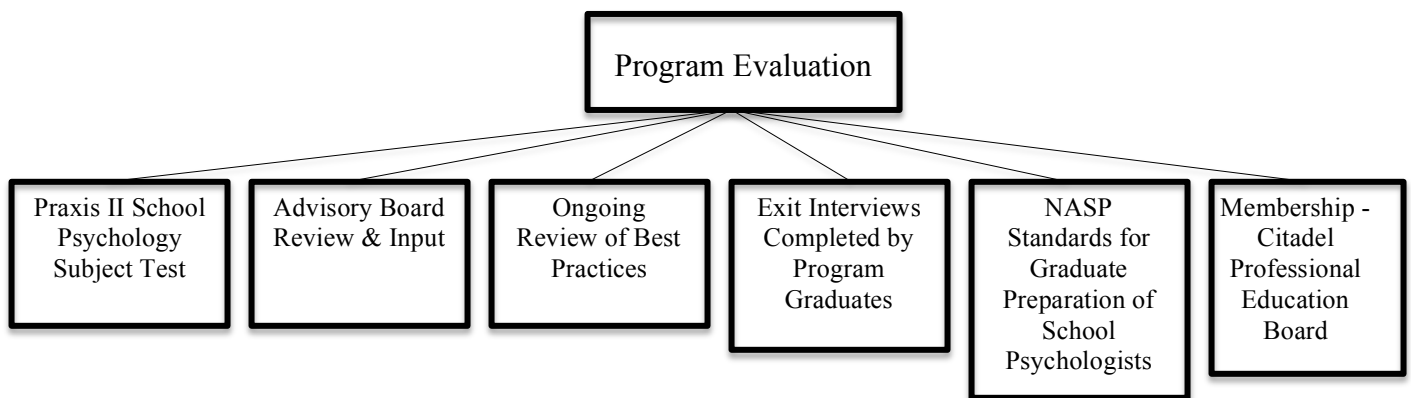 Program Evaluation
Praxis II School
Psychology
Subject Test
Advisory Board
Review & Input
Ongoing
Review of Best
Practices
Exit Interviews
Completed by
Program
Graduates
NASP
Standards for
Graduate
Preparation of
School
Psychologists
Membership -
Citadel
Professional
Education
Board